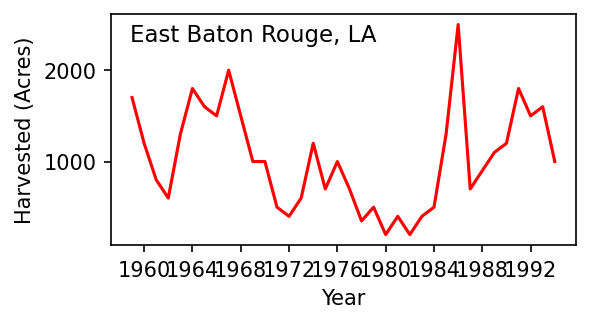 East Baton Rouge, LA
Harvested (Acres)
2000
1000
1960 1964 1968 1972 1976 1980 1984 1988 1992
Year